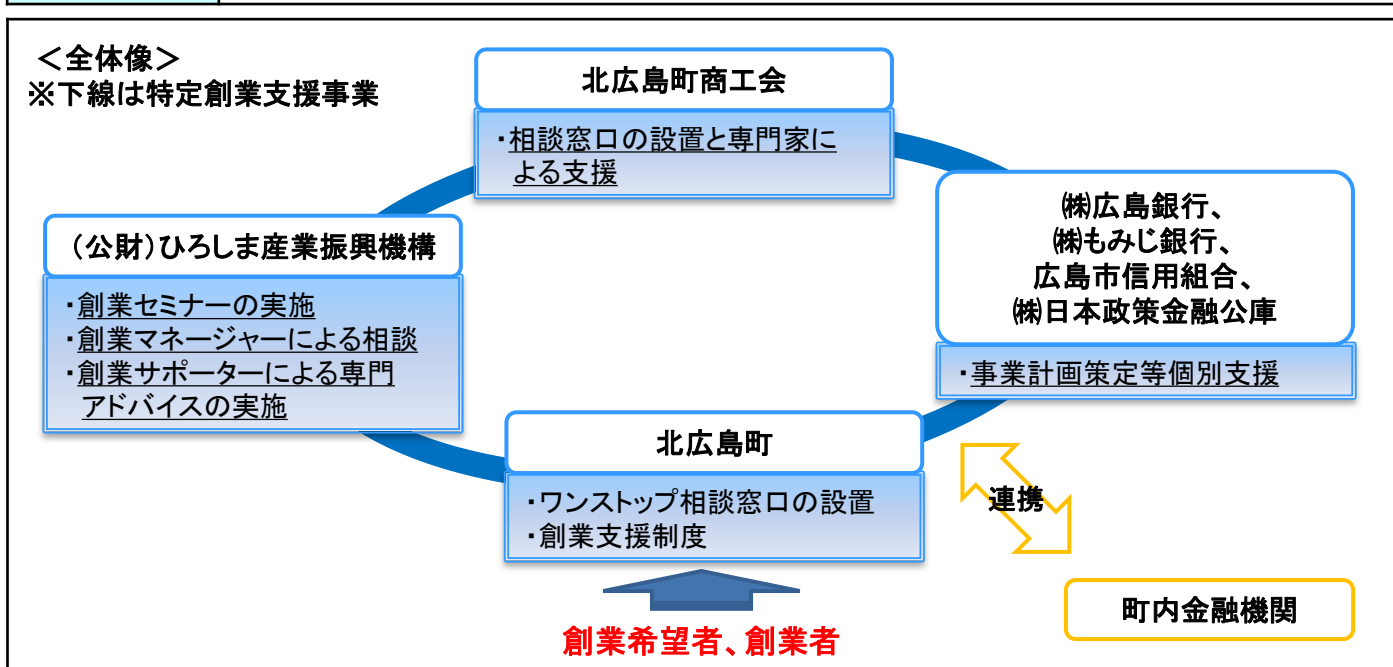 ＜全体像＞
※下線は特定創業支援事業
北広島町商工会
・相談窓口の設置と専門家に
よる支援
（公財）ひろしま産業振興機構
・創業セミナーの実施
・創業マネージャーによる相談
・創業サポーターによる専門
アドバイスの実施
㈱広島銀行、
㈱もみじ銀行、
広島市信用組合、
㈱日本政策金融公庫
・事業計画策定等個別支援
北広島町
・ワンストップ相談窓口の設置
・創業支援制度
連携
町内金融機関
創業希望者、創業者